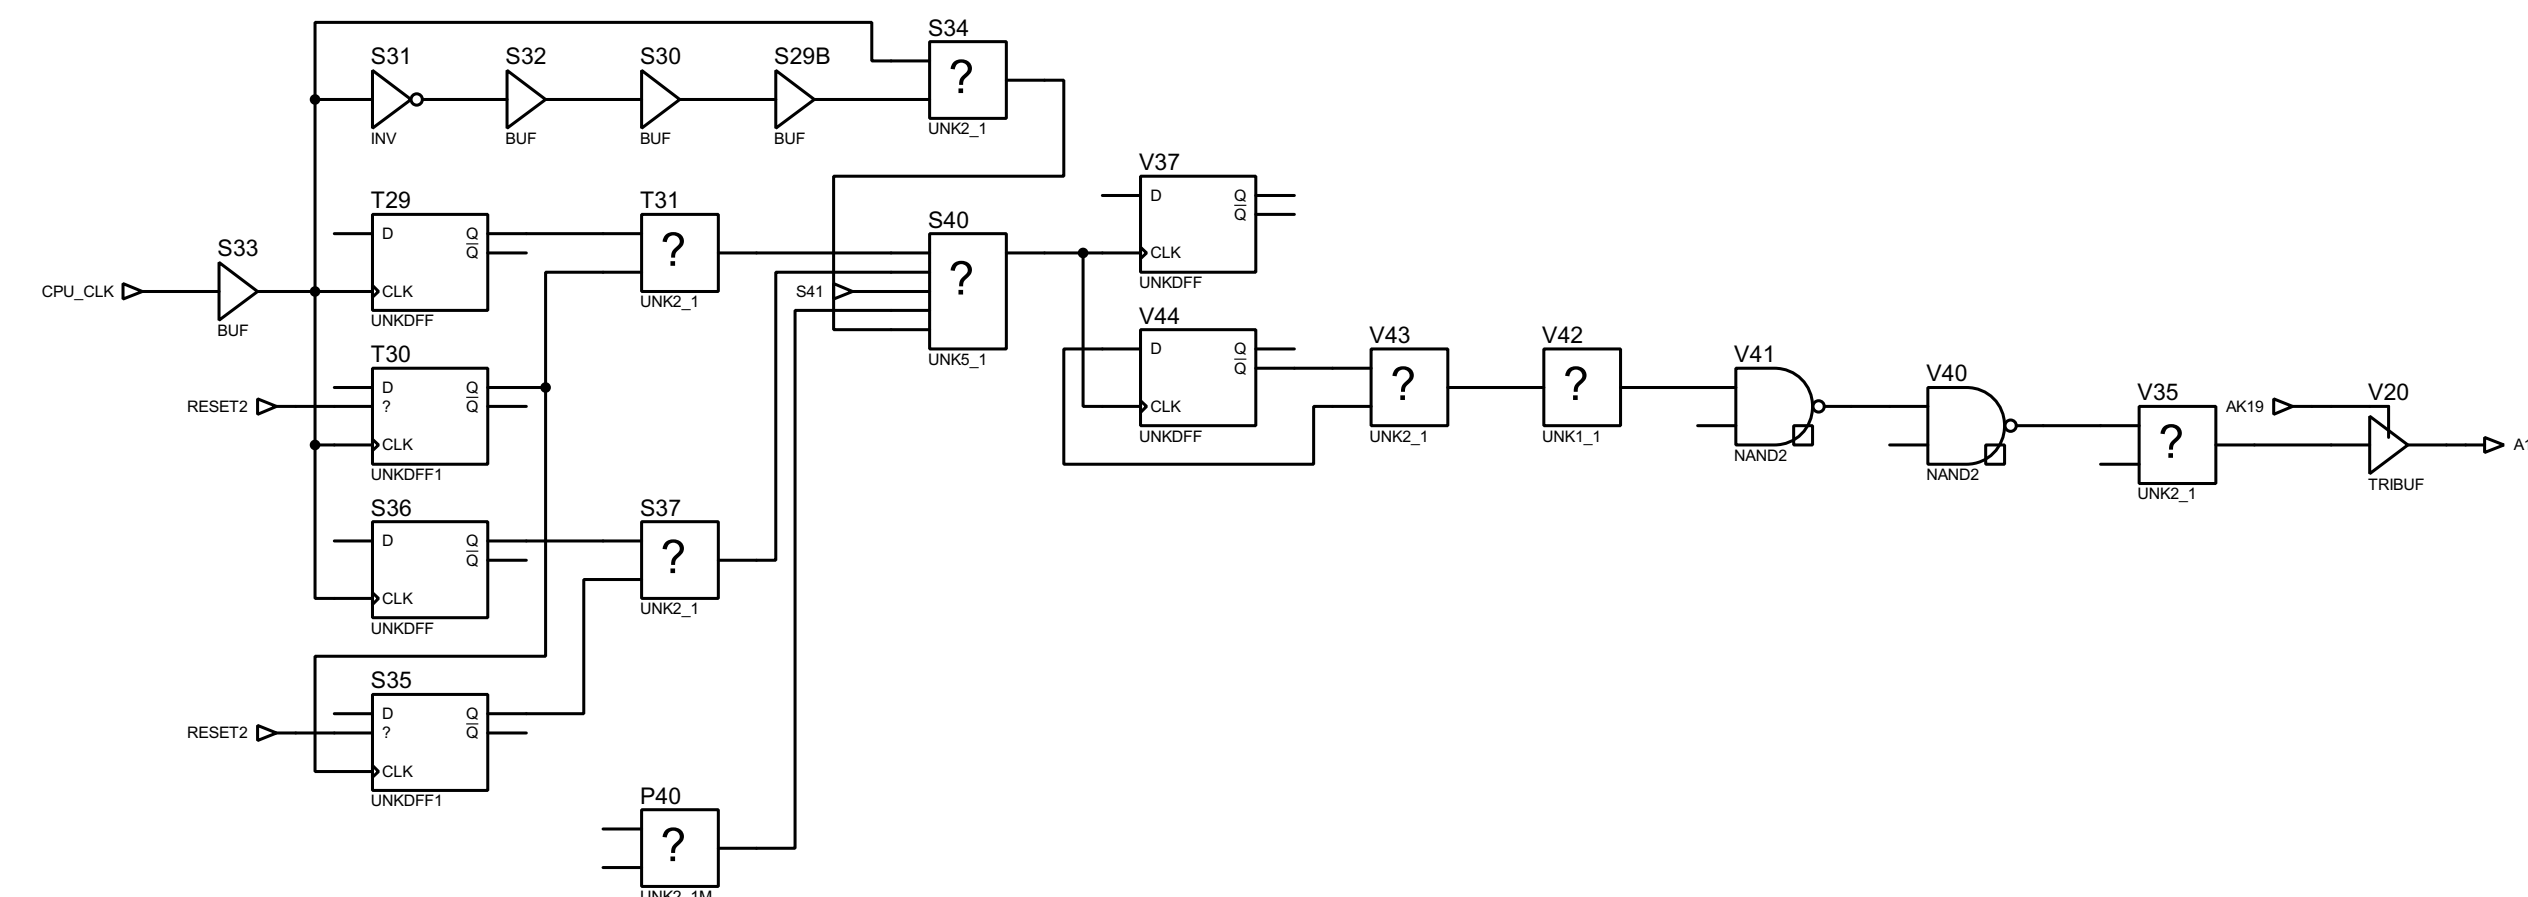 S34
?
UNK2_1
S31
INV
S32
BUF
S30
BUF
S29B
BUF
V37
D
Q
Q
CLK
UNKDFF
T29
D
Q
Q
CLK
UNKDFF
T31
?
UNK2_1
S40
?
UNK5_1
S41
CPU_CLK
S33
BUF
V44
D
Q
Q
CLK
UNKDFF
V43
?
UNK2_1
V42
?
UNK1_1
V41
NAND2
V40
NAND2
V35
?
UNK2_1
AK19
V20
TRIBUF
A1
T30
D
Q
?
Q
CLK
UNKDFF1
RESET2
S36
D
Q
Q
CLK
UNKDFF
S37
?
UNK2_1
S35
D
Q
?
Q
CLK
UNKDFF1
RESET2
P40
?
UNK2_1M